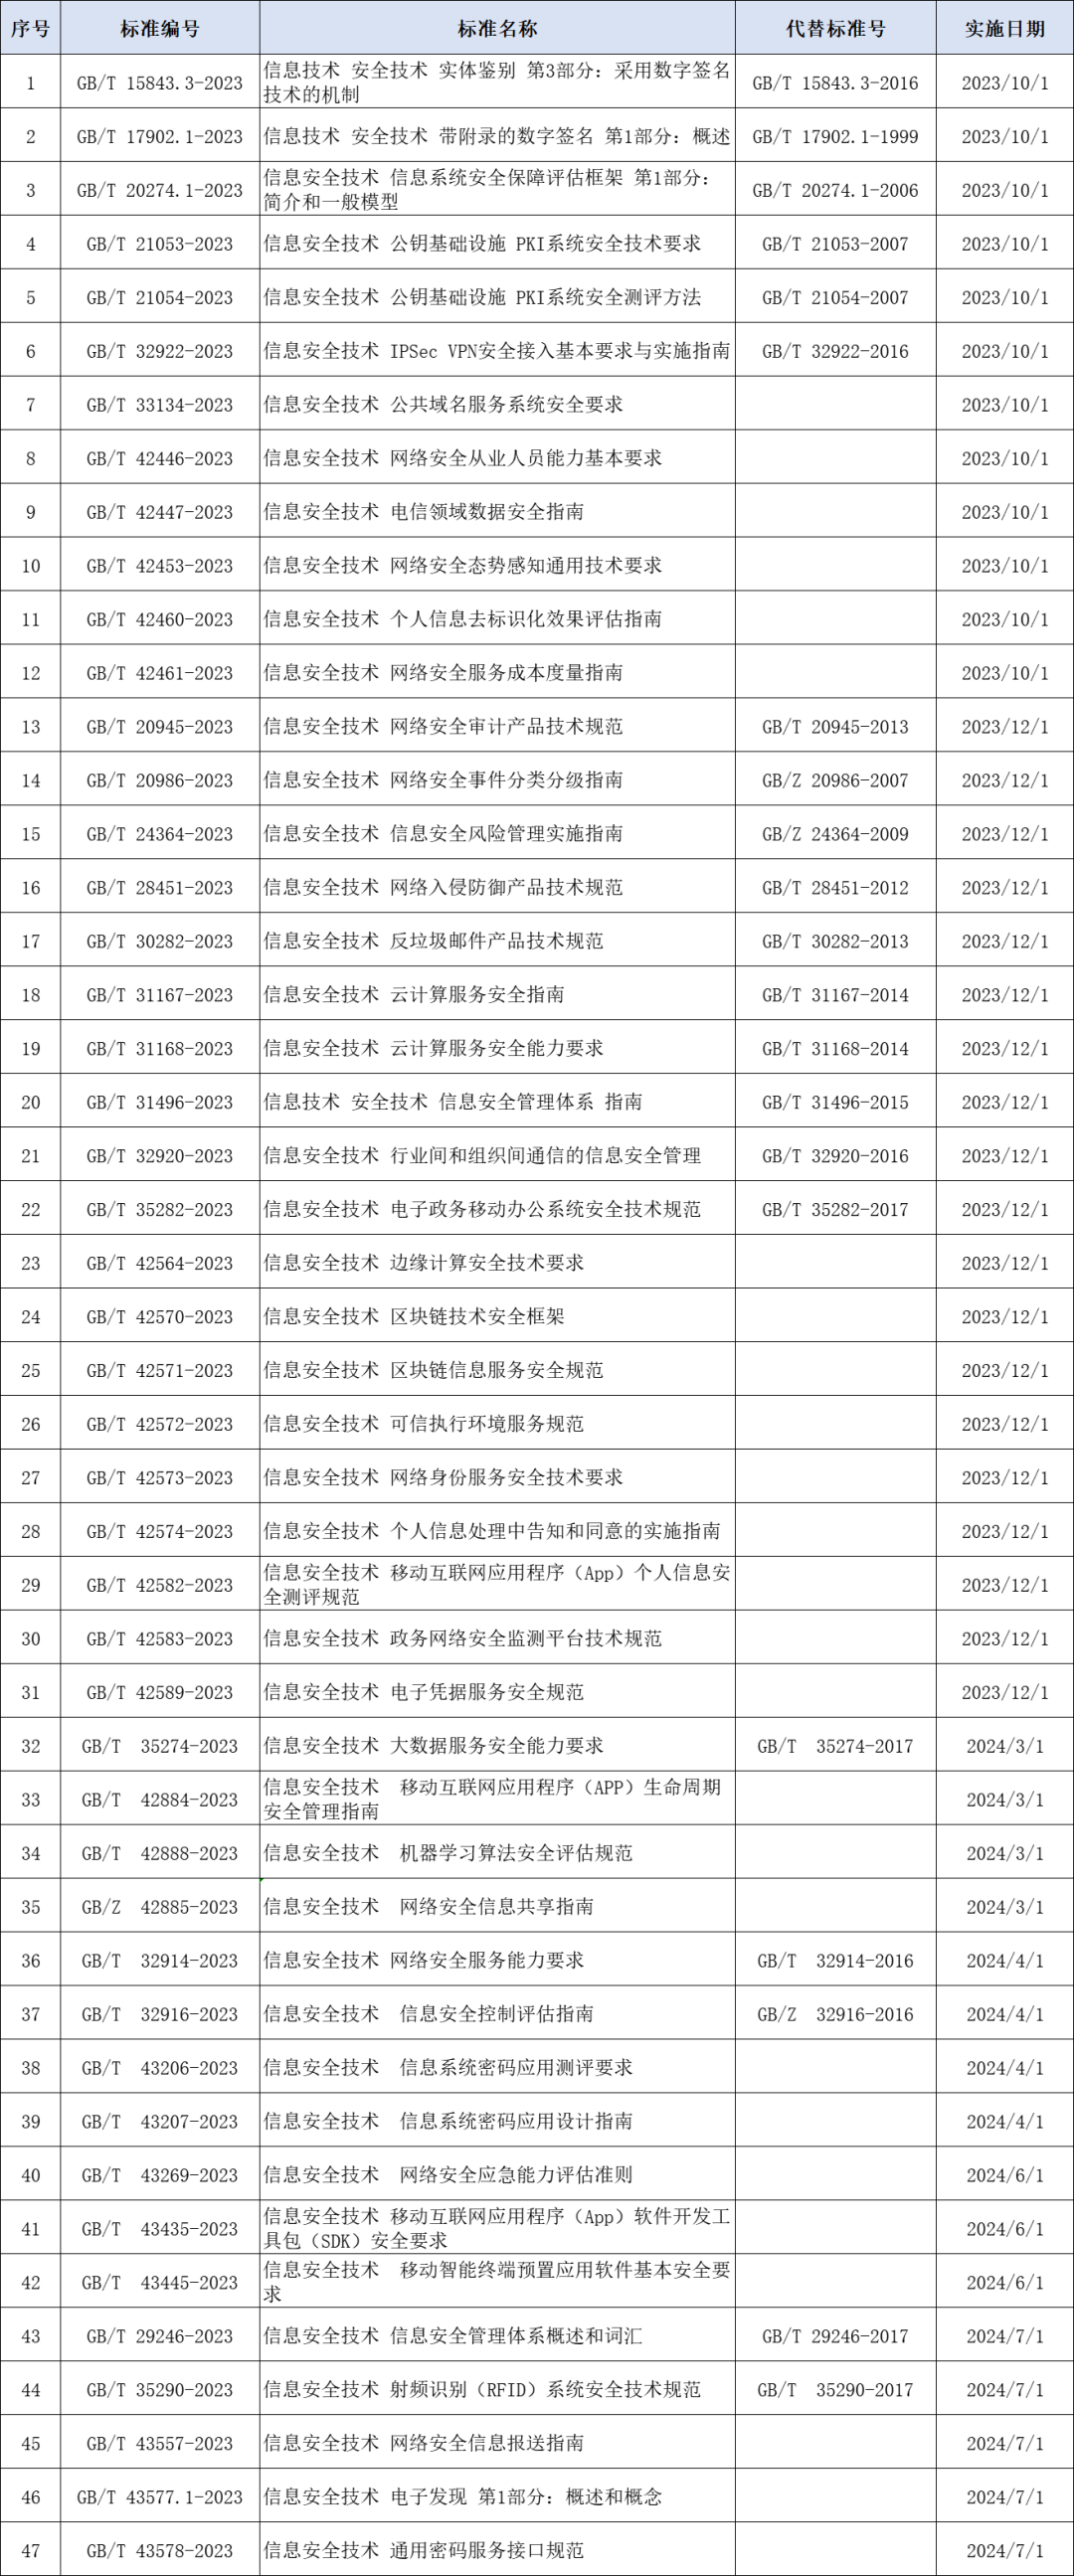 序号 标准编号 标准名称 代替标准号 实施日期
1 GB/T 15843.3-2023 信息技术 安全技术 实体鉴别 第3部分：采用数字签名
技术的机制 GB/T 15843.3-2016 2023/10/1
2 GB/T 17902.1-2023 信息技术 安全技术 带附录的数字签名 第1部分：概述 GB/T 17902.1-1999 2023/10/1
3 GB/T 20274.1-2023 信息安全技术 信息系统安全保障评估框架 第1部分：
简介和一般模型 GB/T 20274.1-2006 2023/10/1
4 GB/T 21053-2023 信息安全技术 公钥基础设施 PKI系统安全技术要求 GB/T 21053-2007 2023/10/1
5 GB/T 21054-2023 信息安全技术 公钥基础设施 PKI系统安全测评方法 GB/T 21054-2007 2023/10/1
6 GB/T 32922-2023 信息安全技术 IPSec VPN安全接入基本要求与实施指南 GB/T 32922-2016 2023/10/1
7 GB/T 33134-2023 信息安全技术 公共域名服务系统安全要求 2023/10/1
8 GB/T 42446-2023 信息安全技术 网络安全从业人员能力基本要求 2023/10/1
9 GB/T 42447-2023 信息安全技术 电信领域数据安全指南 2023/10/1
10 GB/T 42453-2023 信息安全技术 网络安全态势感知通用技术要求 2023/10/1
11 GB/T 42460-2023 信息安全技术 个人信息去标识化效果评估指南 2023/10/1
12 GB/T 42461-2023 信息安全技术 网络安全服务成本度量指南 2023/10/1
13 GB/T 20945-2023 信息安全技术 网络安全审计产品技术规范 GB/T 20945-2013 2023/12/1
14 GB/T 20986-2023 信息安全技术 网络安全事件分类分级指南 GB/Z 20986-2007 2023/12/1
15 GB/T 24364-2023 信息安全技术 信息安全风险管理实施指南 GB/Z 24364-2009 2023/12/1
16 GB/T 28451-2023 信息安全技术 网络入侵防御产品技术规范 GB/T 28451-2012 2023/12/1
17 GB/T 30282-2023 信息安全技术 反垃圾邮件产品技术规范 GB/T 30282-2013 2023/12/1
18 GB/T 31167-2023 信息安全技术 云计算服务安全指南 GB/T 31167-2014 2023/12/1
19 GB/T 31168-2023 信息安全技术 云计算服务安全能力要求 GB/T 31168-2014 2023/12/1
20 GB/T 31496-2023 信息技术 安全技术 信息安全管理体系 指南 GB/T 31496-2015 2023/12/1
21 GB/T 32920-2023 信息安全技术 行业间和组织间通信的信息安全管理 GB/T 32920-2016 2023/12/1
22 GB/T 35282-2023 信息安全技术 电子政务移动办公系统安全技术规范 GB/T 35282-2017 2023/12/1
23 GB/T 42564-2023 信息安全技术 边缘计算安全技术要求 2023/12/1
24 GB/T 42570-2023 信息安全技术 区块链技术安全框架 2023/12/1
25 GB/T 42571-2023 信息安全技术 区块链信息服务安全规范 2023/12/1
26 GB/T 42572-2023 信息安全技术 可信执行环境服务规范 2023/12/1
27 GB/T 42573-2023 信息安全技术 网络身份服务安全技术要求 2023/12/1
28 GB/T 42574-2023 信息安全技术 个人信息处理中告知和同意的实施指南 2023/12/1
29 GB/T 42582-2023 信息安全技术 移动互联网应用程序（App）个人信息安
全测评规范 2023/12/1
30 GB/T 42583-2023 信息安全技术 政务网络安全监测平台技术规范 2023/12/1
31 GB/T 42589-2023 信息安全技术 电子凭据服务安全规范 2023/12/1
32 GB/T 35274-2023 信息安全技术 大数据服务安全能力要求 GB/T 35274-2017 2024/3/1
33 GB/T 42884-2023 信息安全技术 移动互联网应用程序（APP）生命周期
安全管理指南 2024/3/1
34 GB/T 42888-2023 信息安全技术 机器学习算法安全评估规范 2024/3/1
35 GB/Z 42885-2023 信息安全技术 网络安全信息共享指南 2024/3/1
36 GB/T 32914-2023 信息安全技术 网络安全服务能力要求 GB/T 32914-2016 2024/4/1
37 GB/T 32916-2023 信息安全技术 信息安全控制评估指南 GB/Z 32916-2016 2024/4/1
38 GB/T 43206-2023 信息安全技术 信息系统密码应用测评要求 2024/4/1
39 GB/T 43207-2023 信息安全技术 信息系统密码应用设计指南 2024/4/1
40 GB/T 43269-2023 信息安全技术 网络安全应急能力评估准则 2024/6/1
41 GB/T 43435-2023 信息安全技术 移动互联网应用程序（App）软件开发工
具包（SDK）安全要求 2024/6/1
42 GB/T 43445-2023 信息安全技术 移动智能终端预置应用软件基本安全要
求 2024/6/1
43 GB/T 29246-2023 信息安全技术 信息安全管理体系概述和词汇 GB/T 29246-2017 2024/7/1
44 GB/T 35290-2023 信息安全技术 射频识别（RFID）系统安全技术规范 GB/T 35290-2017 2024/7/1
45 GB/T 43557-2023 信息安全技术 网络安全信息报送指南 2024/7/1
46 GB/T 43577.1-2023 信息安全技术 电子发现 第1部分：概述和概念 2024/7/1
47 GB/T 43578-2023 信息安全技术 通用密码服务接口规范 2024/7/1